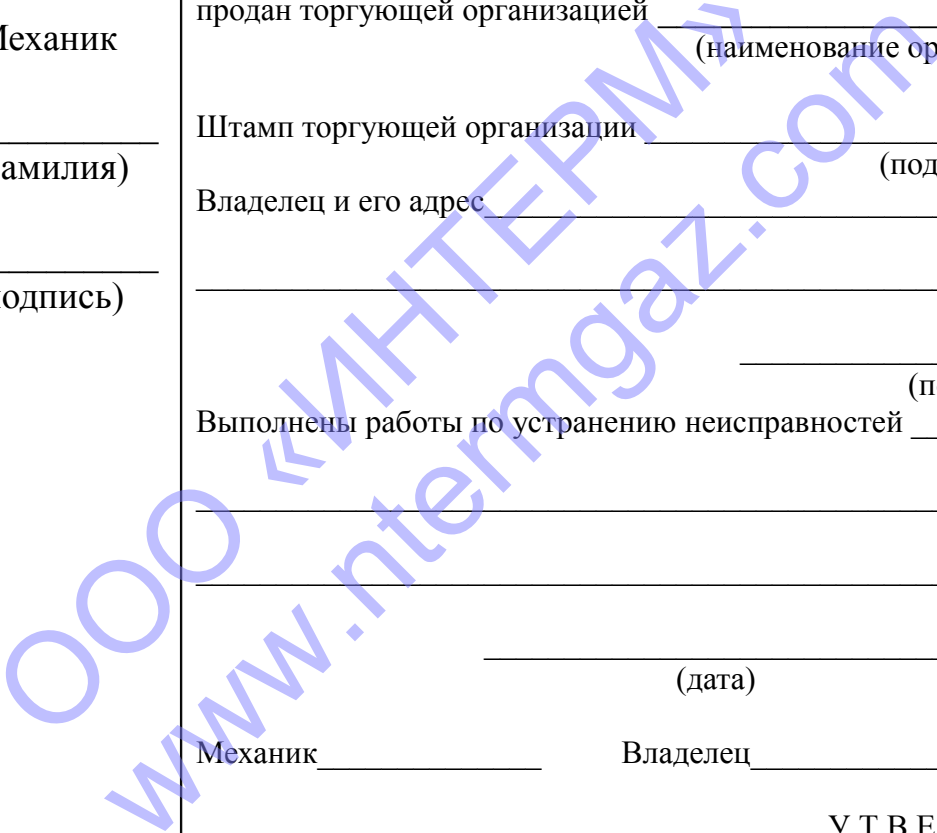 Механик
амилия)
одпись)
продан торгующей организацией
(наименование ор
Штамп торгующей организации
(под
Владелец и его адрес
(п
Выполнены работы по устранению неисправностей
(дата)
Механик Владелец
У Т В Е
ООО «ИНТЕРМ»
www.ntermgaz.com